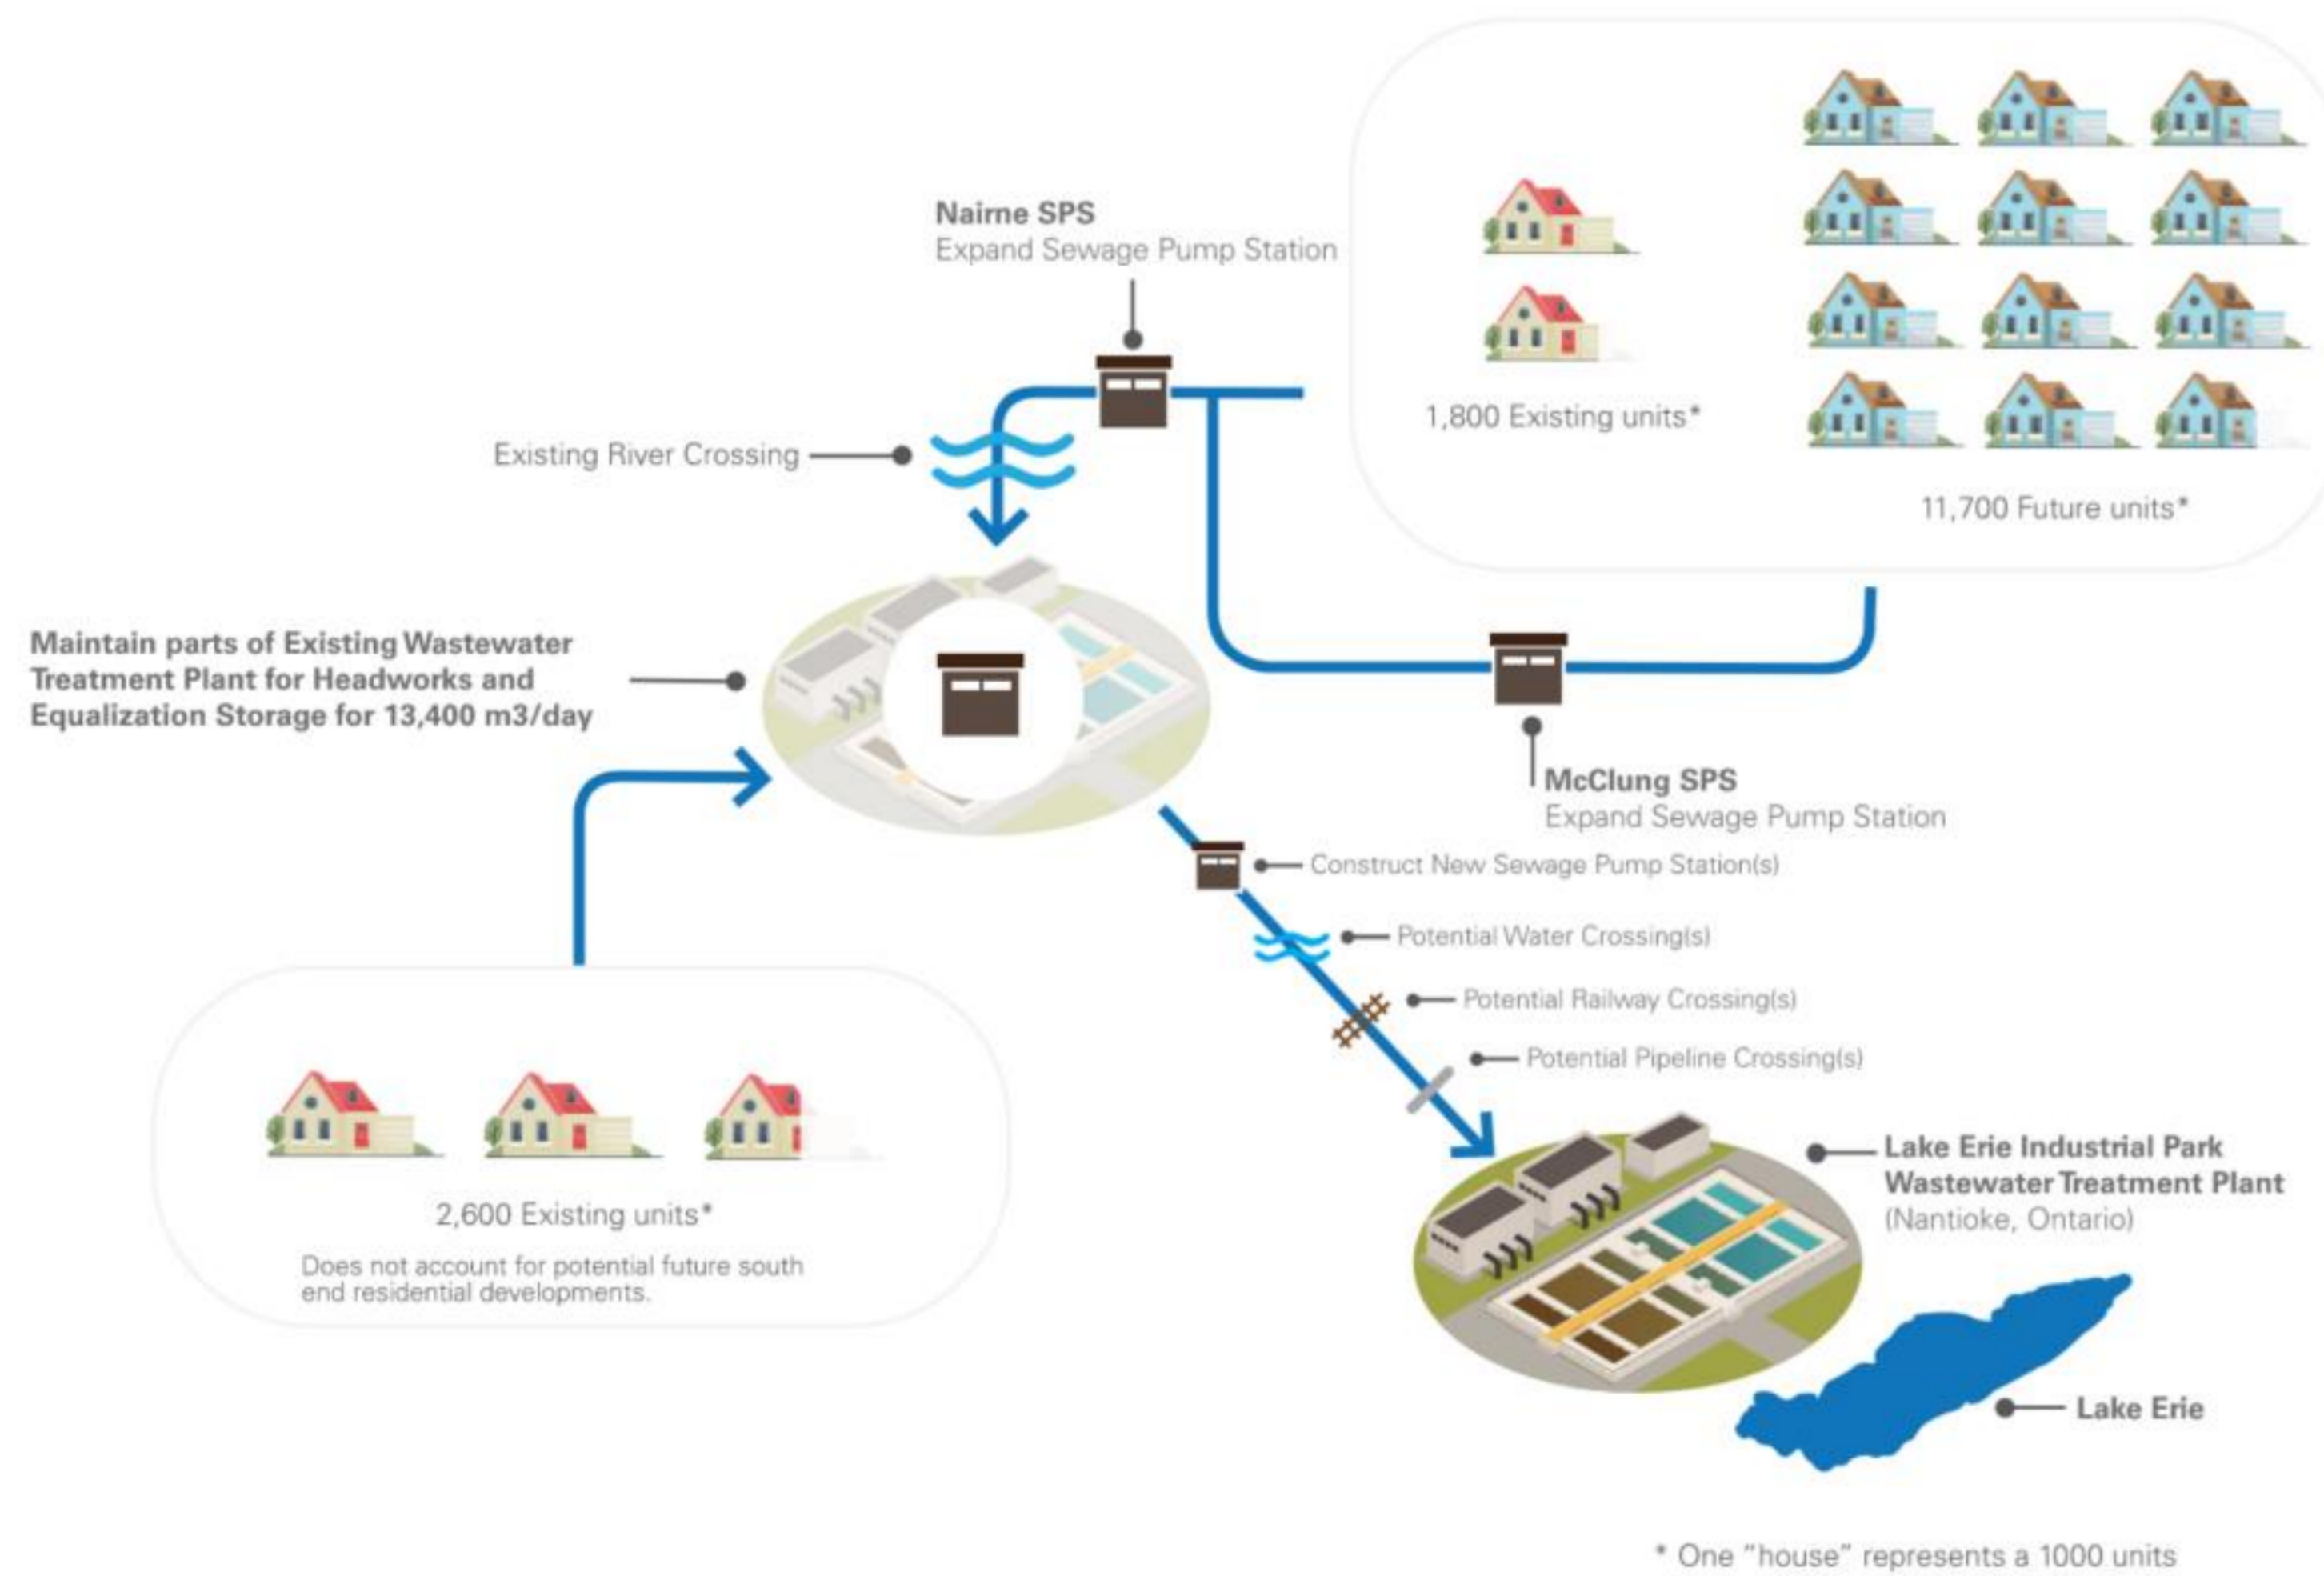 Nairne SPS
Expand Sewage Pump Station
1,800 Existing units*
11,700 Future units*
Existing River Crossing
Maintain parts of Existing Wastewater
Treatment Plant for Headworks and
Equalization Storage for 13,400 m3/day
McClung SPS
Expand Sewage Pump Station
Construct New Sewage Pump Station(s)
Potential Water Crossing(s)
Potential Railway Crossing(s)
Potential Pipeline Crossing(s)
2,600 Existing units*
Does not account for potential future south
end residential developments.
Lake Erie Industrial Park
Wastewater Treatment Plant
(Nantioke, Ontario)
Lake Erie
* One "house" represents a 1000 units